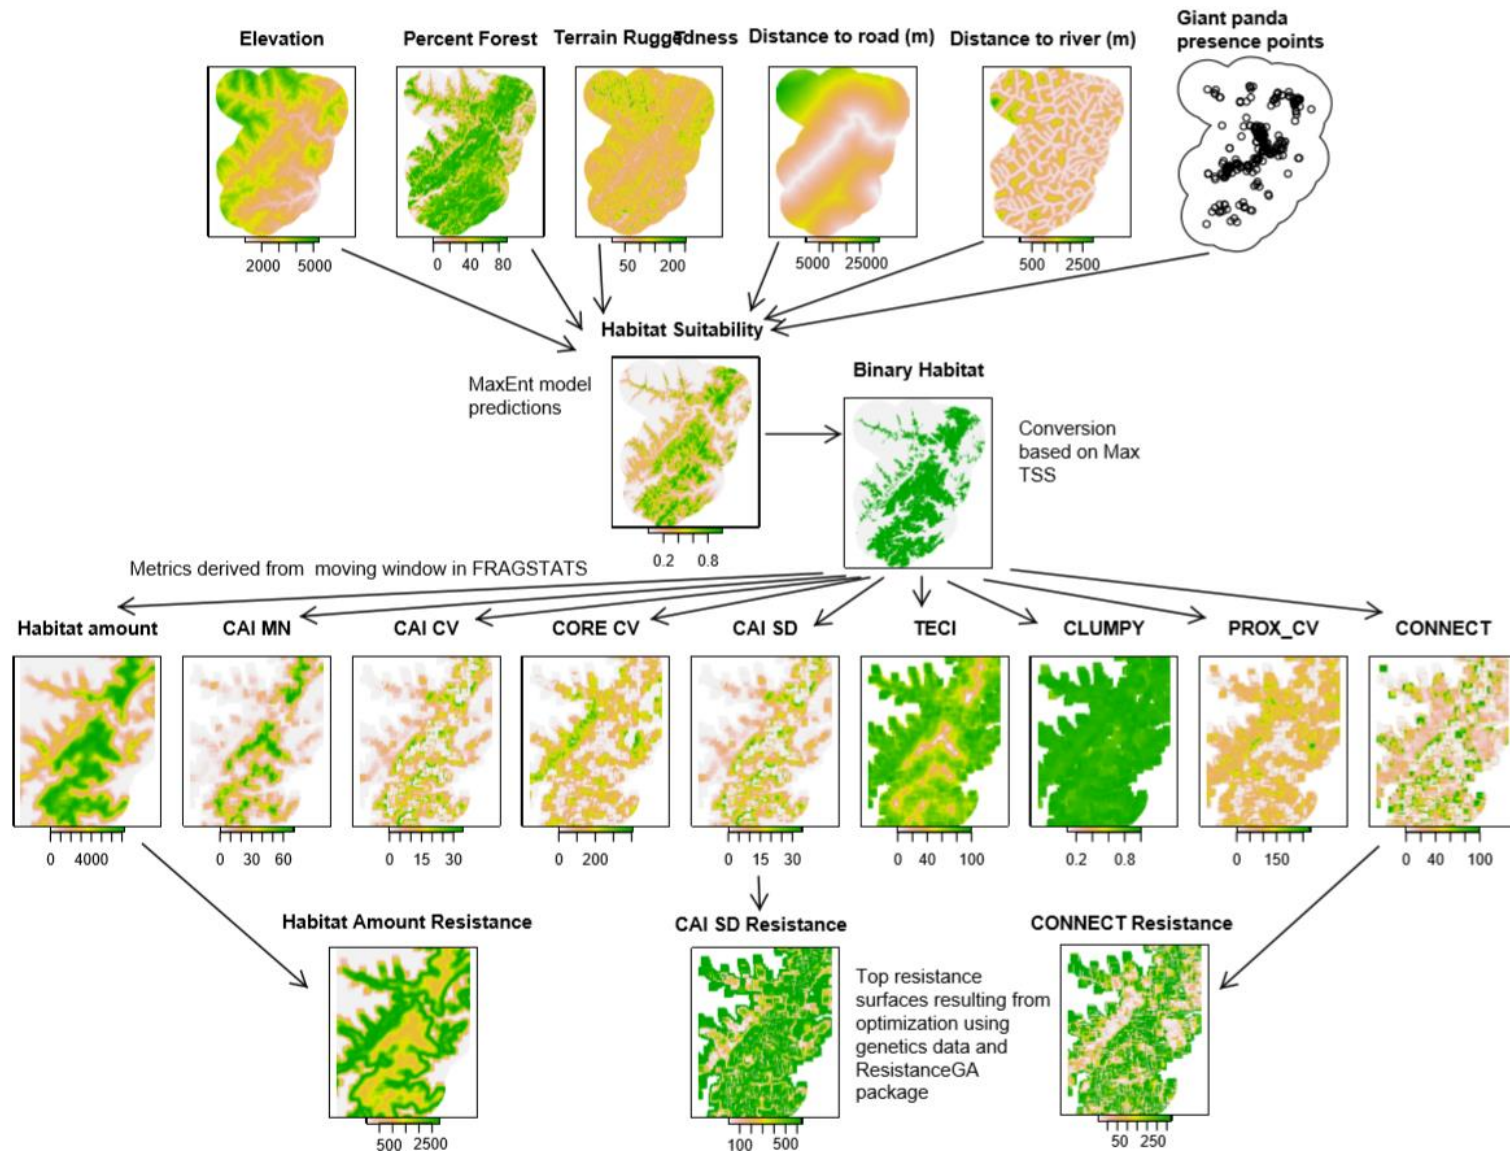 Giant panda
presence points
Elevation
Percent Forest
Terrain Ruggedness
Distance to road (m)
Distance to river (m)
2000 5000
0 40 80
50 200
5000 25000
500 2500
Habitat Suitability
MaxEnt model
predictions
0.2 0.8
Binary Habitat
Conversion
based on Max
TSS
Metrics derived from moving window in FRAGSTATS
Habitat amount
CAI MN
CAI CV
CORE CV
CAI SD
TECI
CLUMPY
PROX_CV
CONNECT
0 4000
0 30 60
0 15 30
0 200
0 15 30
0 40 100
0.2 0.8
0 150
0 40 100
Habitat Amount Resistance
CAI SD Resistance
CONNECT Resistance
Top resistance
surfaces resulting from
optimization using
genetics data and
ResistanceGA
package
500 2500
100 500
50 250